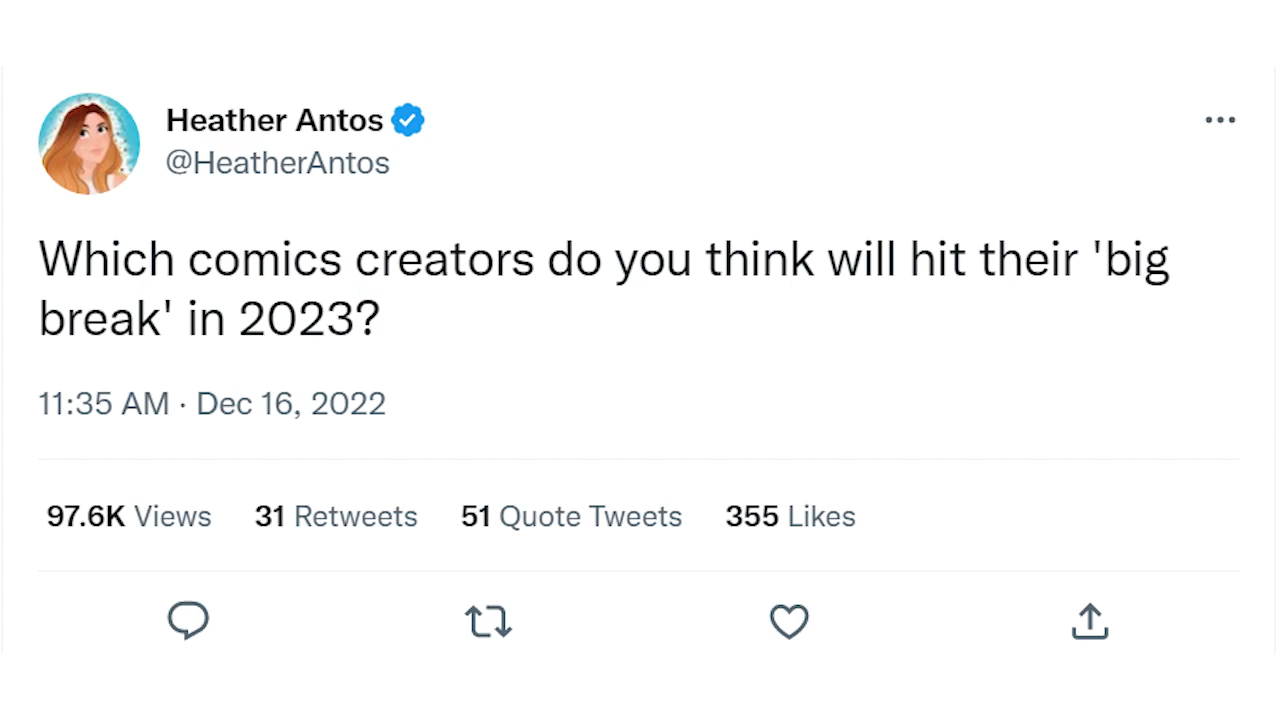 Heather Antos
@HeatherAntos
Which comics creators do you think will hit their 'big
break' in 2023?
11:35 AM · Dec 16, 2022
97.6K Views 31 Retweets 51 Quote Tweets 355 Likes